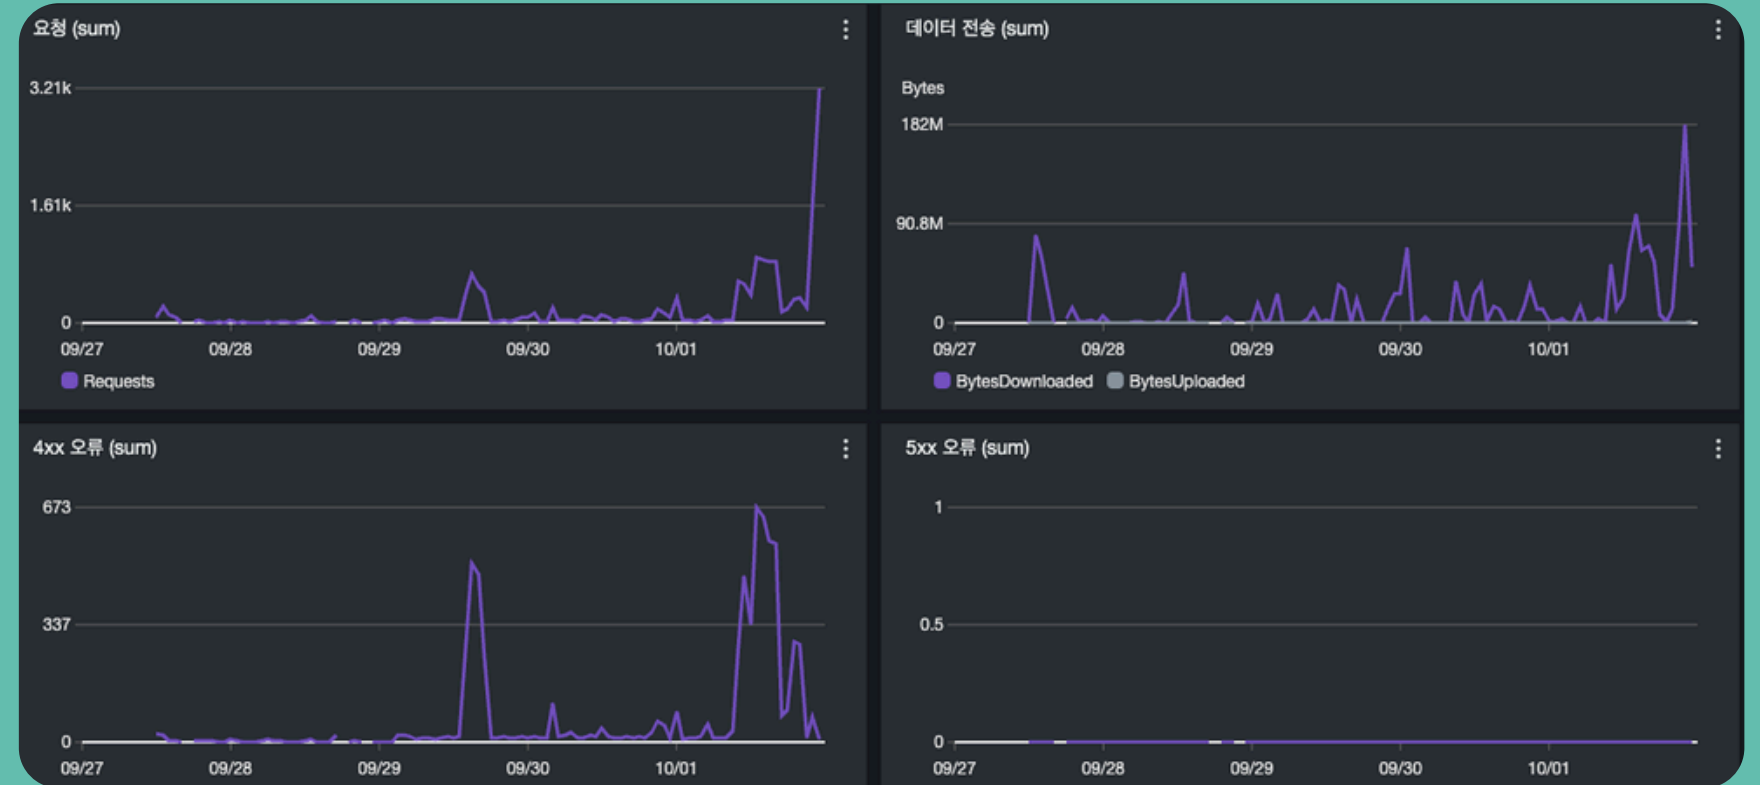 요청 (sum)
3.21k
1.61k
0
09/27 09/28 09/29 09/30 10/01
Requests
데이터 전송 (sum)
Bytes
182M
90.8M
0
09/27 09/28 09/29 09/30 10/01
BytesDownloaded BytesUploaded
4xx 오류 (sum)
673
337
0
09/27 09/28 09/29 09/30 10/01
5xx 오류 (sum)
1
0.5
0
09/27 09/28 09/29 09/30 10/01